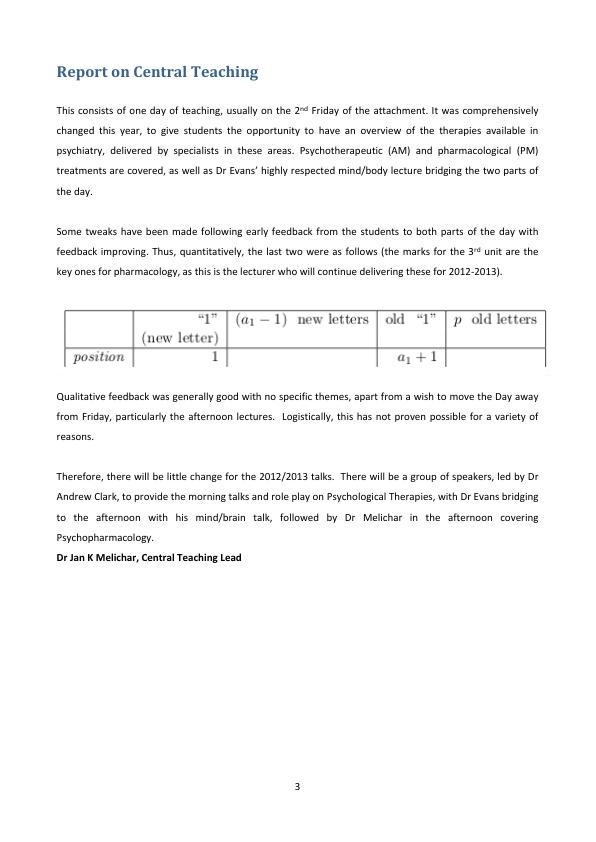 Report on Central Teaching
This consists of one day of teaching, usually on the 2nd Friday of the attachment. It was comprehensively
changed this year, to give students the opportunity to have an overview of the therapies available in
psychiatry, delivered by specialists in these areas. Psychotherapeutic (AM) and pharmacological (PM)
treatments are covered, as well as Dr Evans’ highly respected mind/body lecture bridging the two parts of
the day.
Some tweaks have been made following early feedback from the students to both parts of the day with
feedback improving. Thus, quantitatively, the last two were as follows (the marks for the 3rd unit are the
key ones for pharmacology, as this is the lecturer who will continue delivering these for 2012-2013).
“1” (a₁ − 1) new letters old “1” p old letters
(new letter)
position 1 a₁ + 1
Qualitative feedback was generally good with no specific themes, apart from a wish to move the Day away
from Friday, particularly the afternoon lectures. Logistically, this has not proven possible for a variety of
reasons.
Therefore, there will be little change for the 2012/2013 talks. There will be a group of speakers, led by Dr
Andrew Clark, to provide the morning talks and role play on Psychological Therapies, with Dr Evans bridging
to the afternoon with his mind/brain talk, followed by Dr Melichar in the afternoon covering
Psychopharmacology.
Dr Jan K Melichar, Central Teaching Lead
3